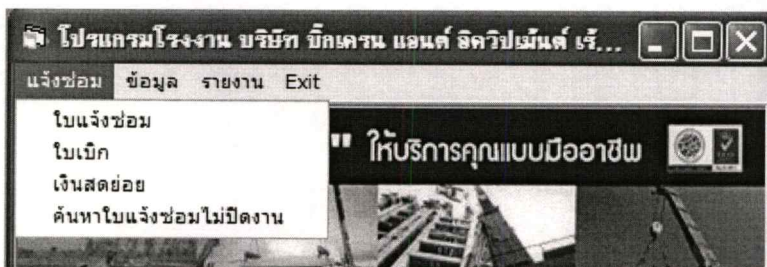 โปรแกรมโรงงาน บริษัท บิ๊กเครน แอนด์ อิควิปเม้นต์ เร้...
แจ้งซ่อม ข้อมูล รายงาน Exit
ใบแจ้งซ่อม
" ให้บริการคุณแบบมืออาชีพ
ใบเบิก
เงินสดย่อย
ค้นหาใบแจ้งซ่อมไม่ปิดงาน